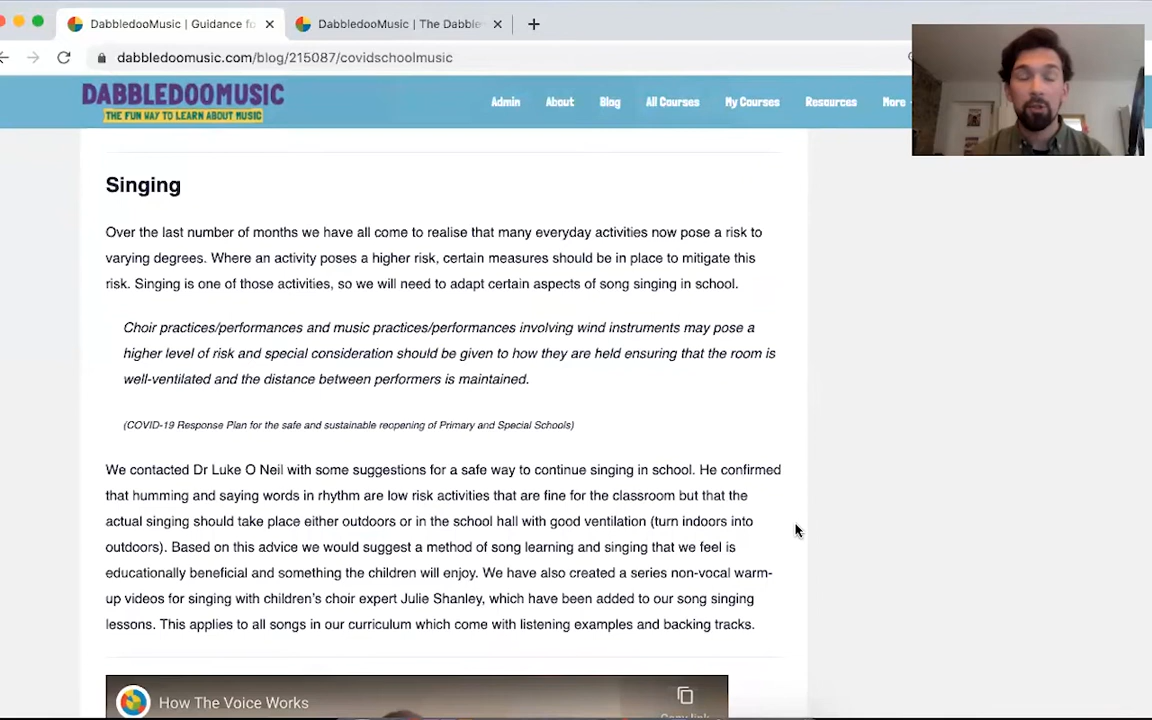 DabbledooMusic | Guidance fo
DabbledooMusic | The Dabble
dabbledoomusic.com/blog/215087/covidschoolmusic
DABBLEDOOMUSIC
THE FUN WAY TO LEARN ABOUT MUSIC
Admin About Blog All Courses My Courses Resources More
Singing
Over the last number of months we have all come to realise that many everyday activities now pose a risk to
varying degrees. Where an activity poses a higher risk, certain measures should be in place to mitigate this
risk. Singing is one of those activities, so we will need to adapt certain aspects of song singing in school.
Choir practices/performances and music practices/performances involving wind instruments may pose a
higher level of risk and special consideration should be given to how they are held ensuring that the room is
well-ventilated and the distance between performers is maintained.
(COVID-19 Response Plan for the safe and sustainable reopening of Primary and Special Schools)
We contacted Dr Luke O Neil with some suggestions for a safe way to continue singing in school. He confirmed
that humming and saying words in rhythm are low risk activities that are fine for the classroom but that the
actual singing should take place either outdoors or in the school hall with good ventilation (turn indoors into
outdoors). Based on this advice we would suggest a method of song learning and singing that we feel is
educationally beneficial and something the children will enjoy. We have also created a series non-vocal warm-
up videos for singing with children's choir expert Julie Shanley, which have been added to our song singing
lessons. This applies to all songs in our curriculum which come with listening examples and backing tracks.
How The Voice Works
Copy link